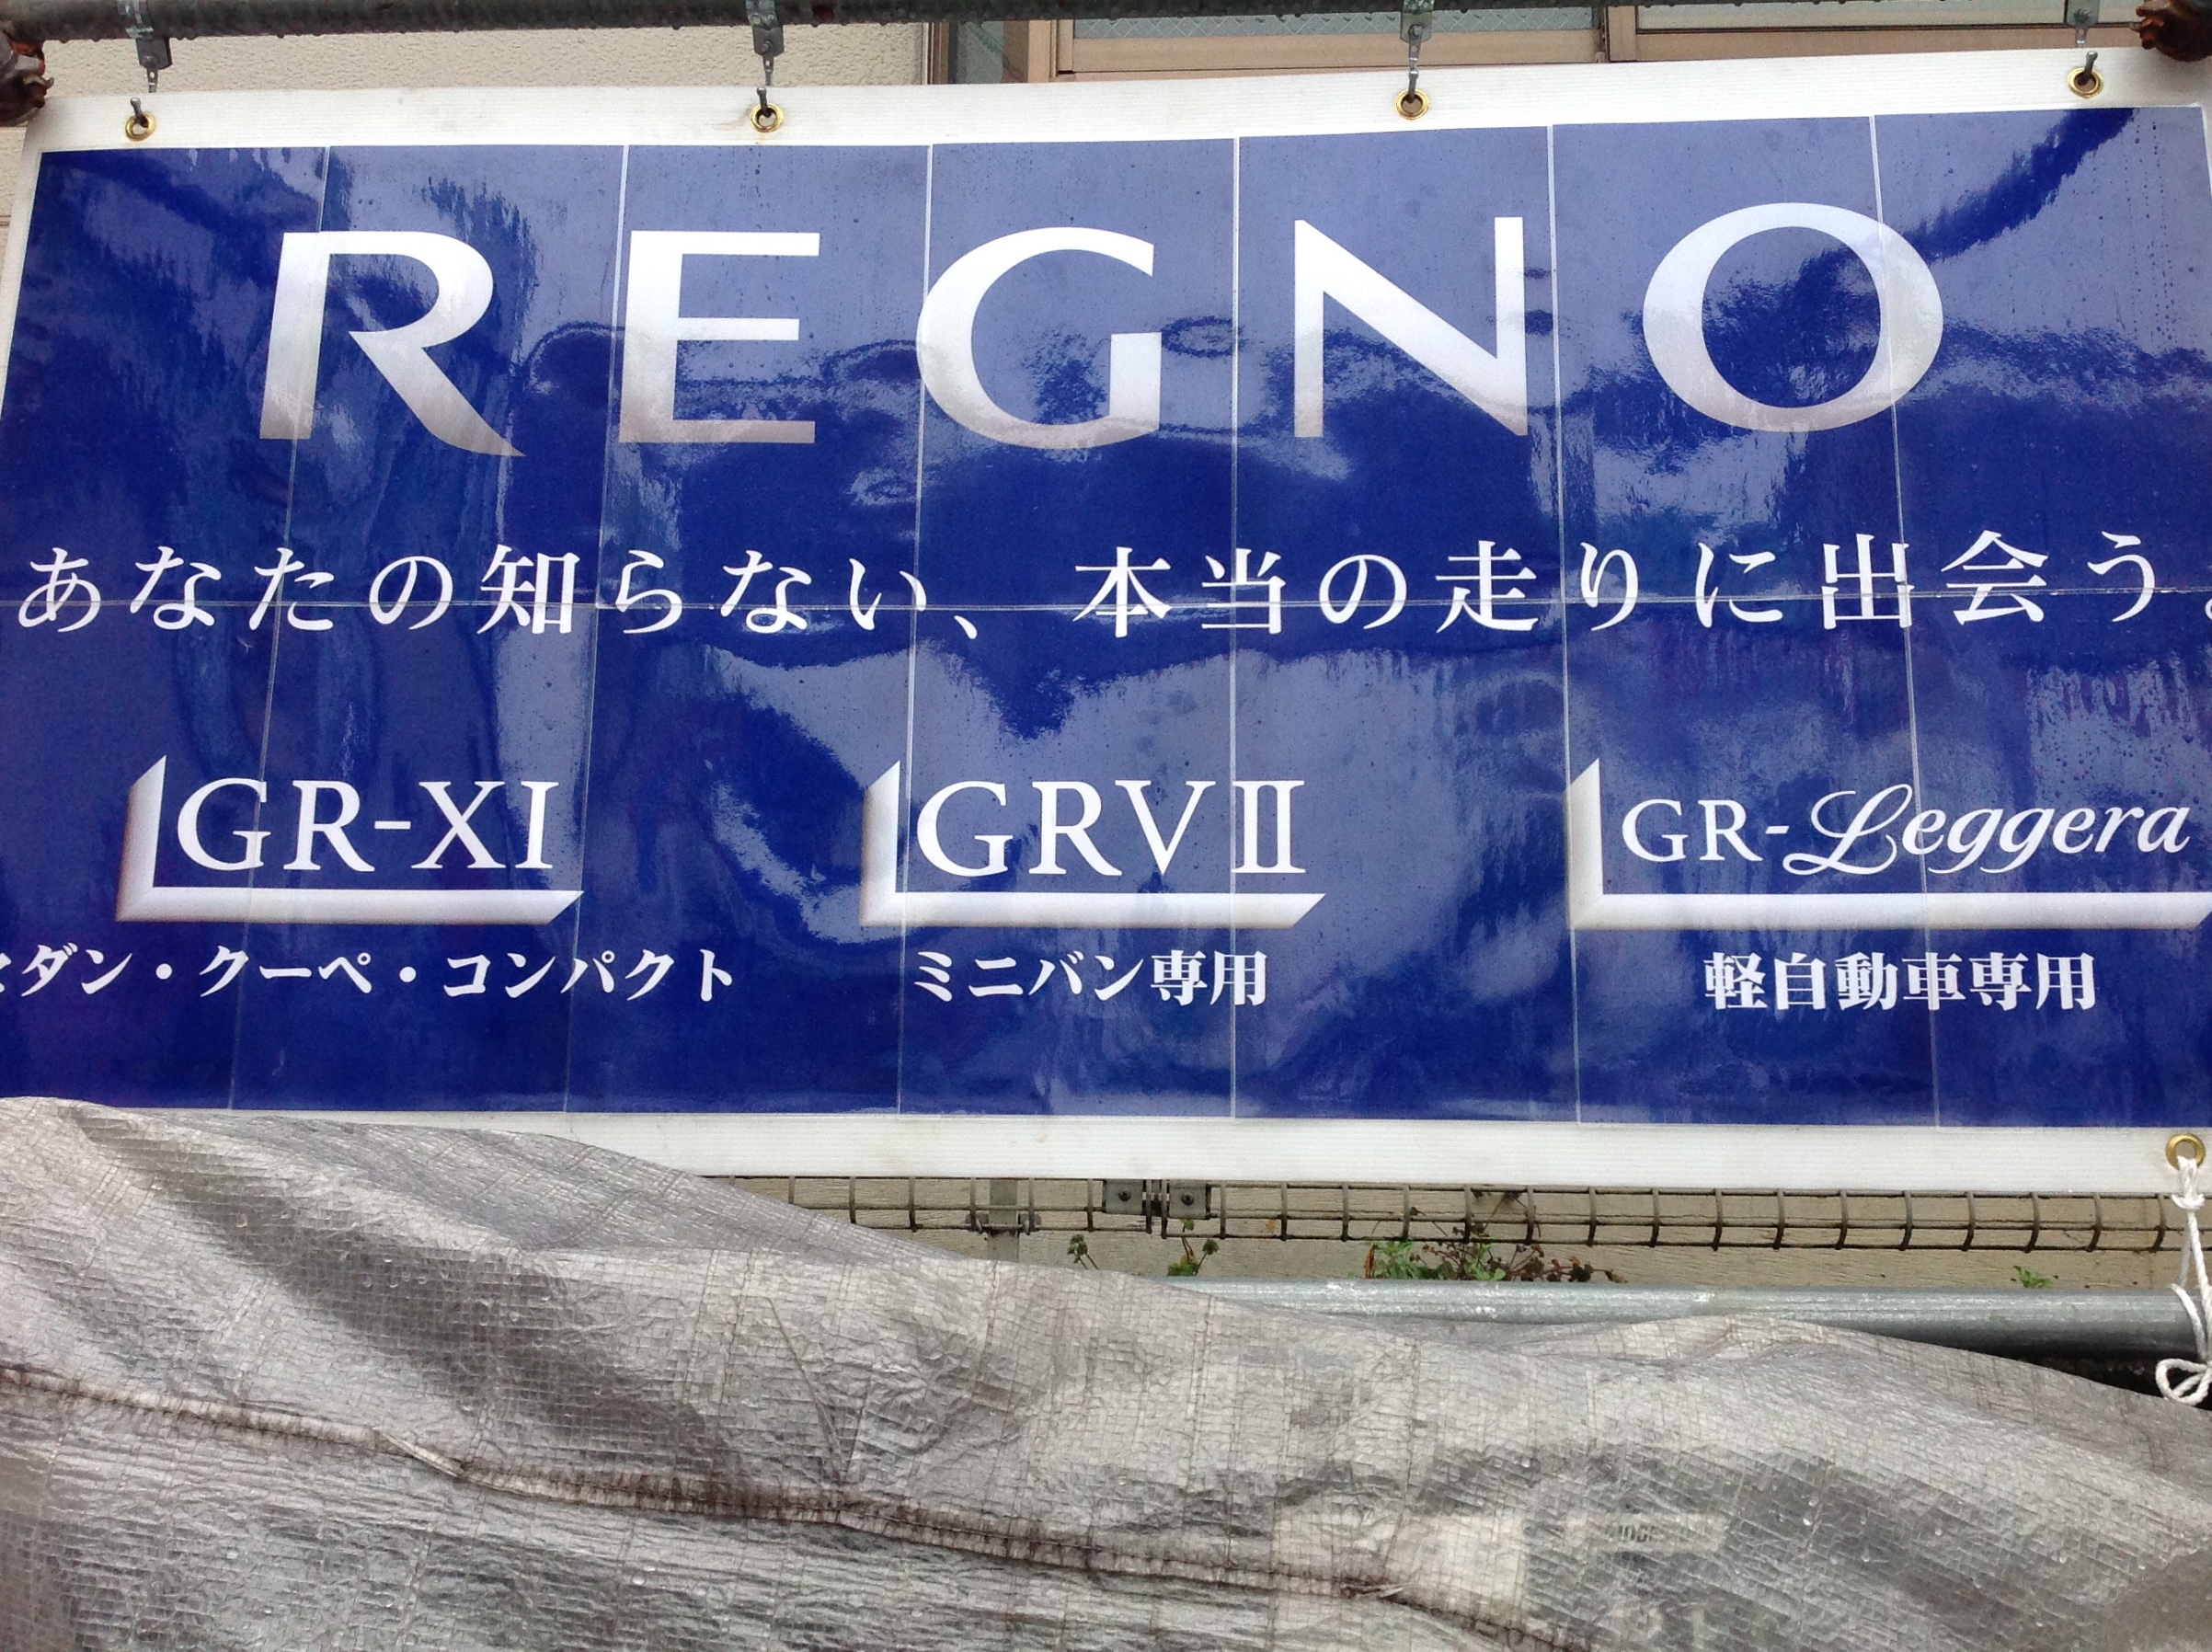 REGNO
あなたの知らない、本当の走りに出会う。
GR-XI
GRVⅡ
GR-Leggera
セダン・クーペ・コンパクト
ミニバン専用
軽自動車専用